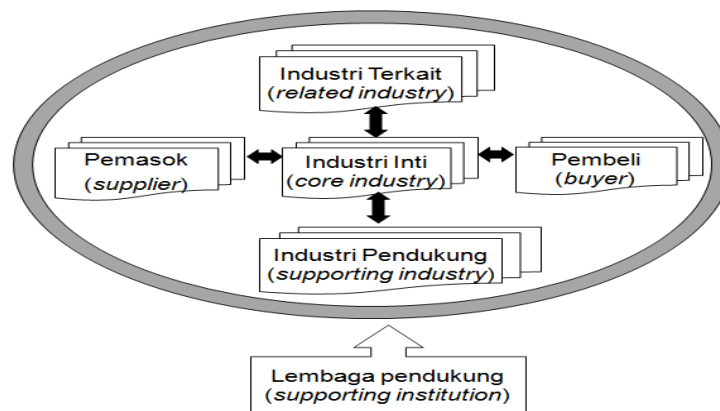 Industri Terkait
(related industry)
Pemasok
(supplier)
Industri Inti
(core industry)
Pembeli
(buyer)
Industri Pendukung
(supporting industry)
Lembaga pendukung
(supporting institution)